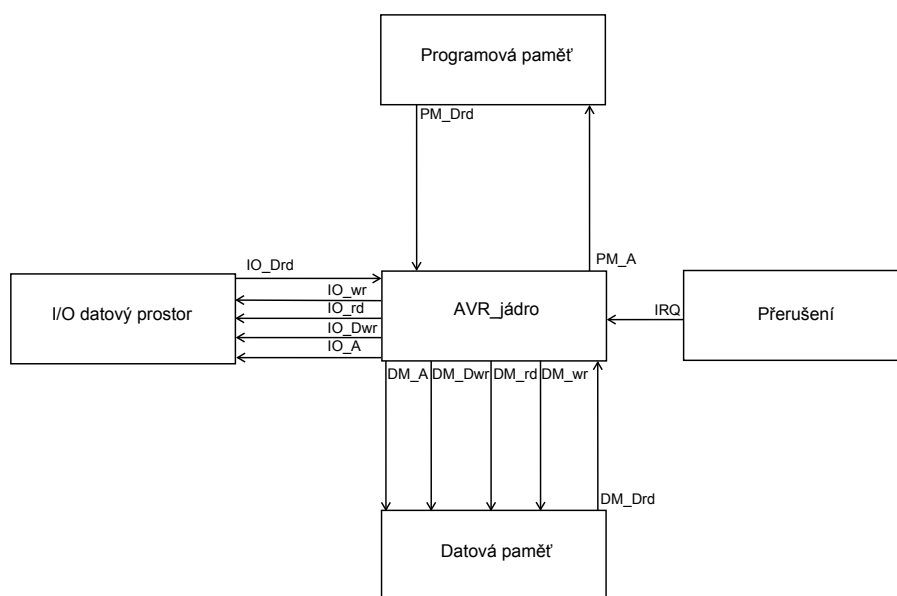 Programová paměť
PM_Drd
PM_A
IO_Drd
IO_wr
IO_rd
IO_Dwr
IO_A
I/O datový prostor
AVR_jádro
IRQ
Přerušení
DM_A
DM_Dwr
DM_rd
DM_wr
DM_Drd
Datová paměť